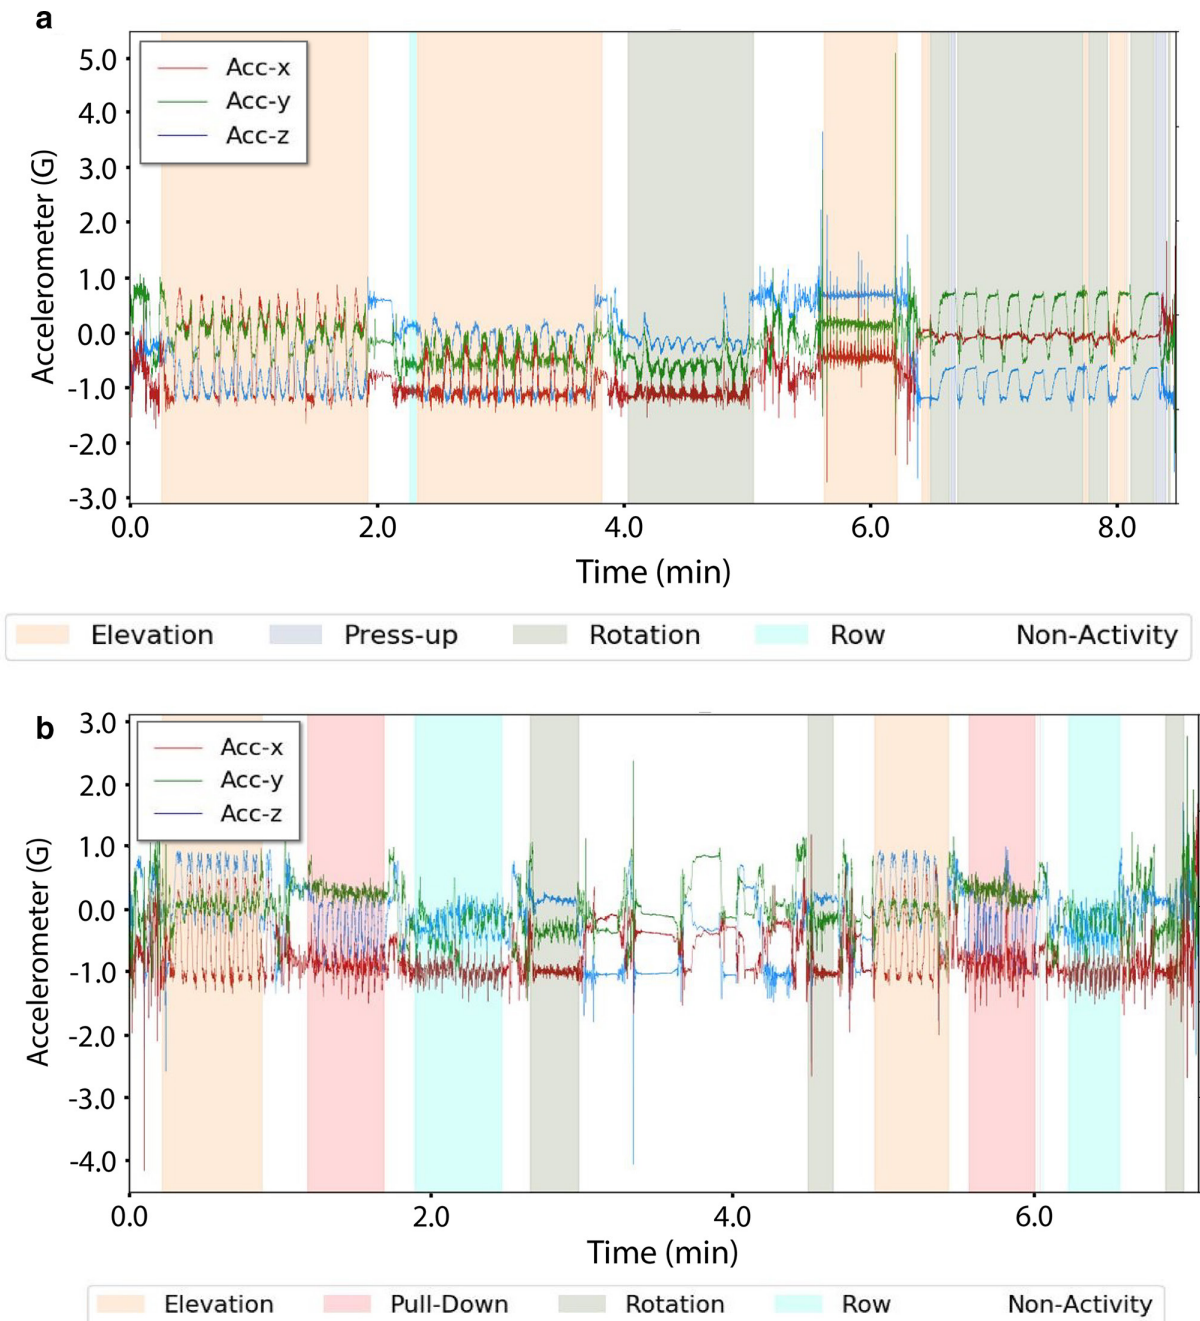 a
5.0
4.0
3.0
2.0
1.0
0.0
-1.0
-2.0
-3.0
Accelerometer (G)
Acc-x
Acc-y
Acc-z
0.0 2.0 4.0 6.0 8.0
Time (min)
Elevation Press-up Rotation Row Non-Activity
b
3.0
2.0
1.0
0.0
-1.0
-2.0
-3.0
-4.0
Accelerometer (G)
Acc-x
Acc-y
Acc-z
0.0 2.0 4.0 6.0
Time (min)
Elevation Pull-Down Rotation Row Non-Activity